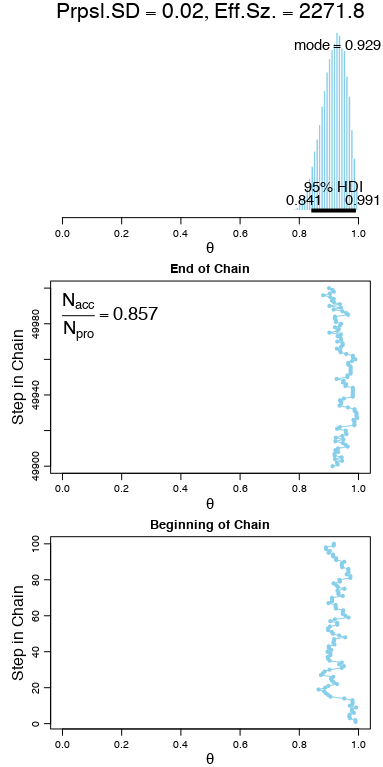 Prpsl.SD = 0.02, Eff.Sz. = 2271.8
mode = 0.929
95% HDI
0.841 0.991
0.0 0.2 0.4 0.6 0.8 1.0
θ
End of Chain
Nacc
Npro
= 0.857
Step in Chain
49900 49940 49980
0.0 0.2 0.4 0.6 0.8 1.0
θ
Beginning of Chain
Step in Chain
0 20 40 60 80 100
0.0 0.2 0.4 0.6 0.8 1.0
θ